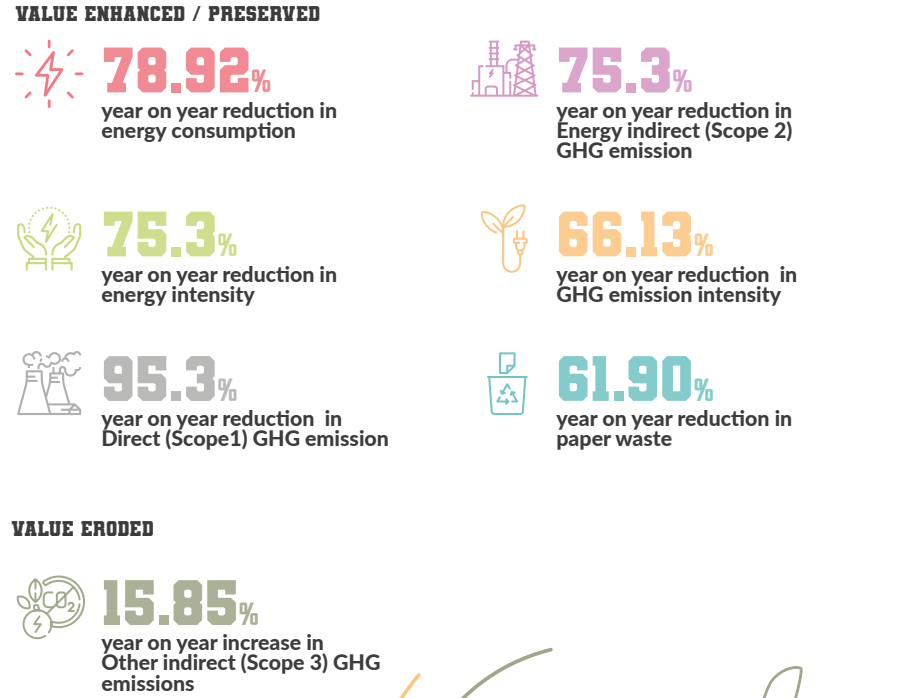 VALUE ENHANCED / PRESERVED
78.92%
year on year reduction in
energy consumption
75.3%
year on year reduction in
Energy indirect (Scope 2)
GHG emission
75.3%
year on year reduction in
energy intensity
66.13%
year on year reduction in
GHG emission intensity
95.3%
year on year reduction in
Direct (Scope1) GHG emission
61.90%
year on year reduction in
paper waste
VALUE ERODED
CO2
15.85%
year on year increase in
Other indirect (Scope 3) GHG
emissions